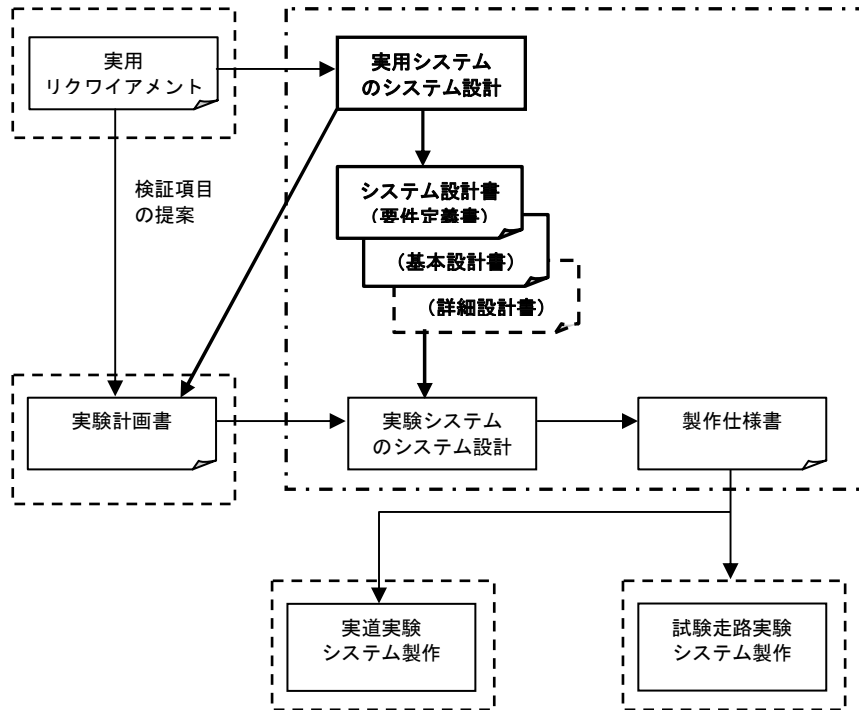 実用
リクワイアメント
実用システム
のシステム設計
検証項目
の提案
システム設計書
(要件定義書)
(基本設計書)
(詳細設計書)
実験計画書
実験システム
のシステム設計
製作仕様書
実道実験
システム製作
試験走路実験
システム製作